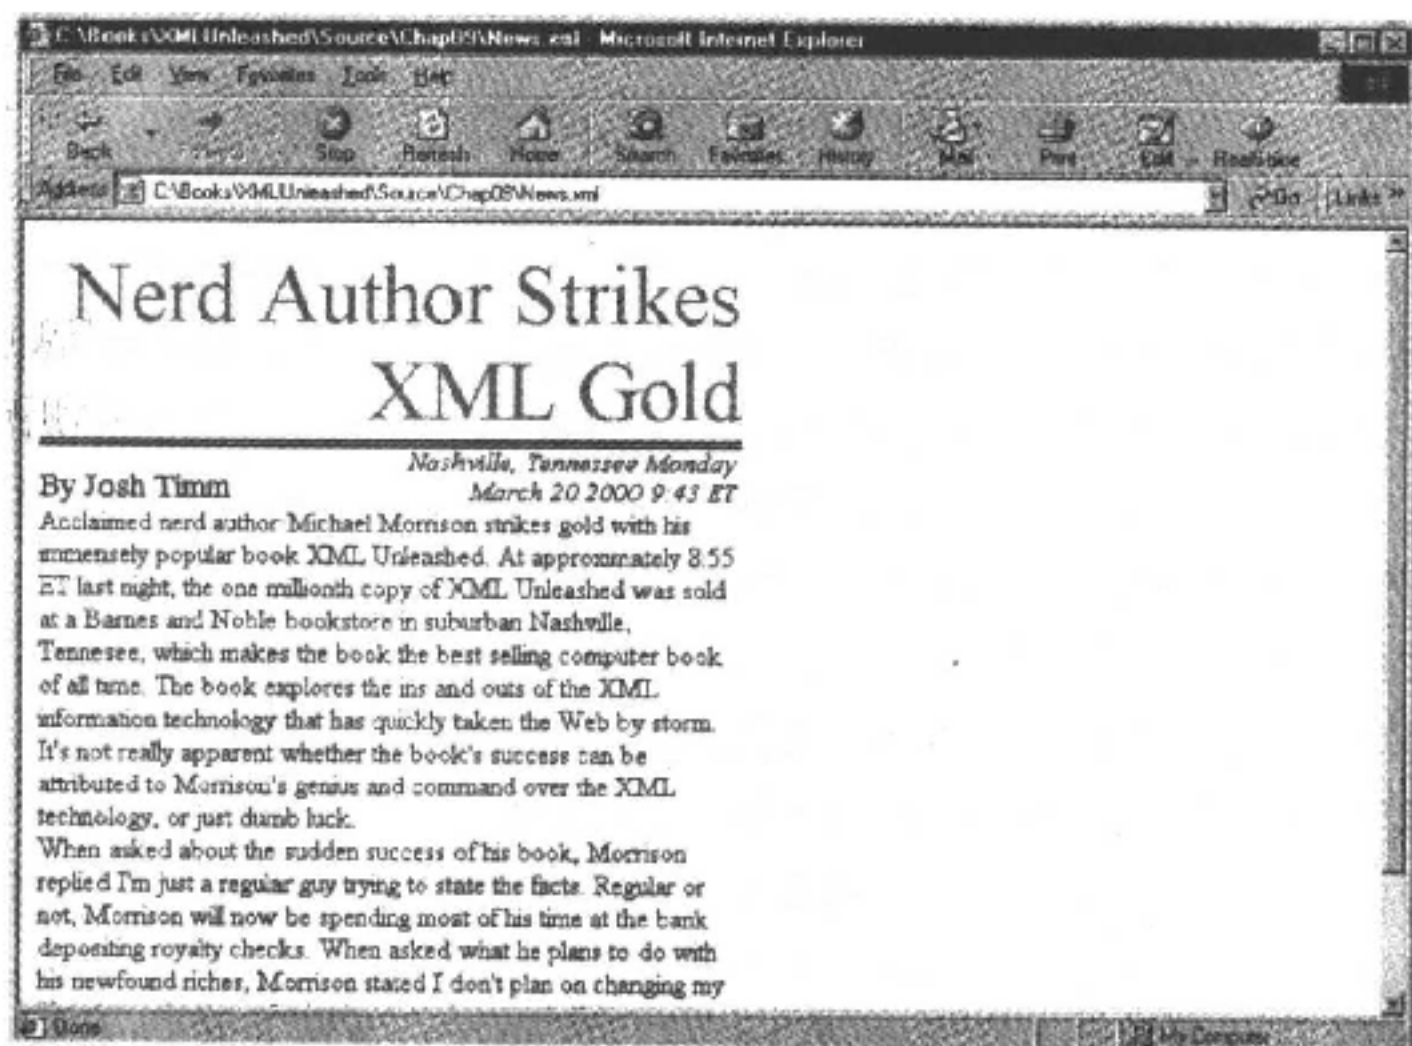 C:\Books\XMLUnleashed\Source\Chap09\News.xml - Microsoft Internet Explorer
File Edit View Favorites Tools Help
Back Stop Refresh Home Search Favorites History Mail Print Edit
Address C:\Books\XMLUnleashed\Source\Chap09\News.xml Go Links »
Nerd Author Strikes
XML Gold
Nashville, Tennessee Monday
By Josh Timm March 20 2000 9:43 ET
Acclaimed nerd author Michael Morrison strikes gold with his
immensely popular book XML Unleashed. At approximately 8:55
ET last night, the one millionth copy of XML Unleashed was sold
at a Barnes and Noble bookstore in suburban Nashville,
Tennesee, which makes the book the best selling computer book
of all time. The book explores the ins and outs of the XML
information technology that has quickly taken the Web by storm.
It's not really apparent whether the book's success can be
attributed to Morrison's genius and command over the XML
technology, or just dumb luck.
When asked about the sudden success of his book, Morrison
replied I'm just a regular guy trying to state the facts. Regular or
not, Morrison will now be spending most of his time at the bank
depositing royalty checks. When asked what he plans to do with
his newfound riches, Morrison stated I don't plan on changing my
Done My Computer